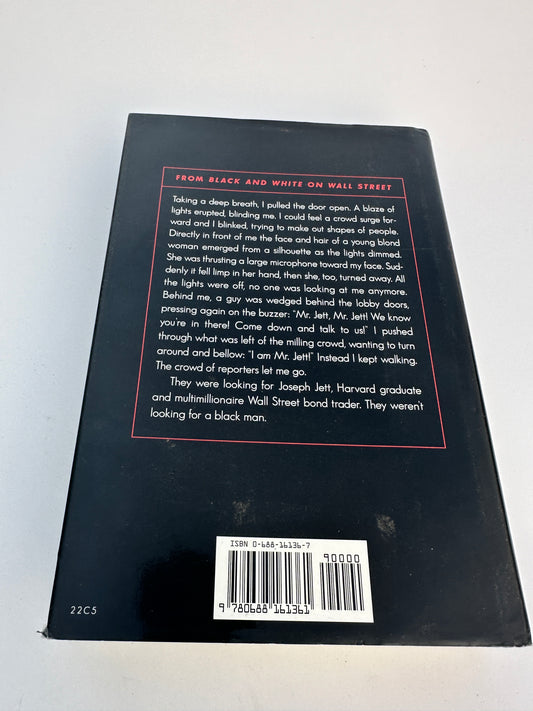 FROM BLACK AND WHITE ON WALL STREET
Taking a deep breath, I pulled the door open. A blaze of
lights erupted, blinding me. I could feel a crowd surge for-
ward and I blinked, trying to make out shapes of people.
Directly in front of me the face and hair of a young blond
woman emerged from a silhouette as the lights dimmed.
She was thrusting a large microphone toward my face. Sud-
denly it fell limp in her hand, then she, too, turned away. All
the lights were off, no one was looking at me anymore.
Behind me, a guy was wedged behind the lobby doors,
pressing again on the buzzer: "Mr. Jett, Mr. Jett! We know
you're in there! Come down and talk to us!" I pushed
through what was left of the milling crowd, wanting to turn
around and bellow: "I am Mr. Jett!" Instead I kept walking.
The crowd of reporters let me go.
They were looking for Joseph Jett, Harvard graduate
and multimillionaire Wall Street bond trader. They weren't
looking for a black man.
ISBN 0-688-16136-7
90000
9 780688 161361
22C5